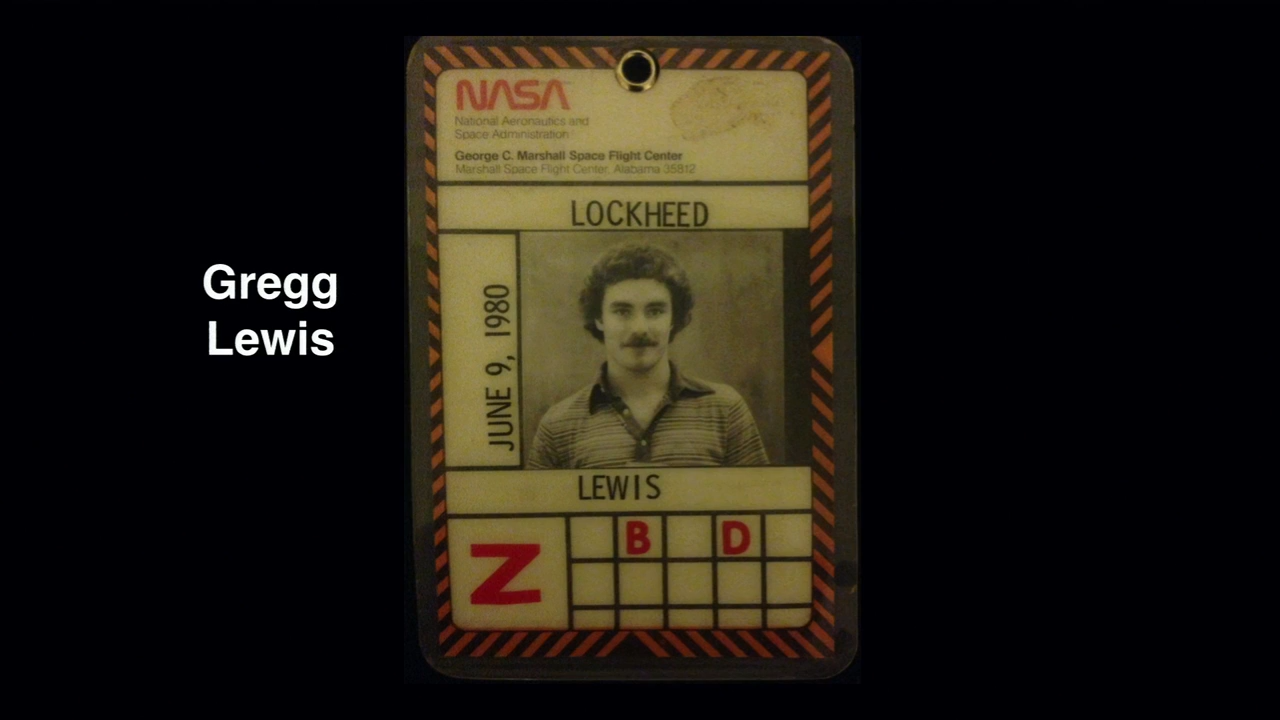 Gregg
Lewis
NASA
National Aeronautics and
Space Administration
George C. Marshall Space Flight Center
Marshall Space Flight Center, Alabama 35812
LOCKHEED
JUNE 9, 1980
LEWIS
Z
B D